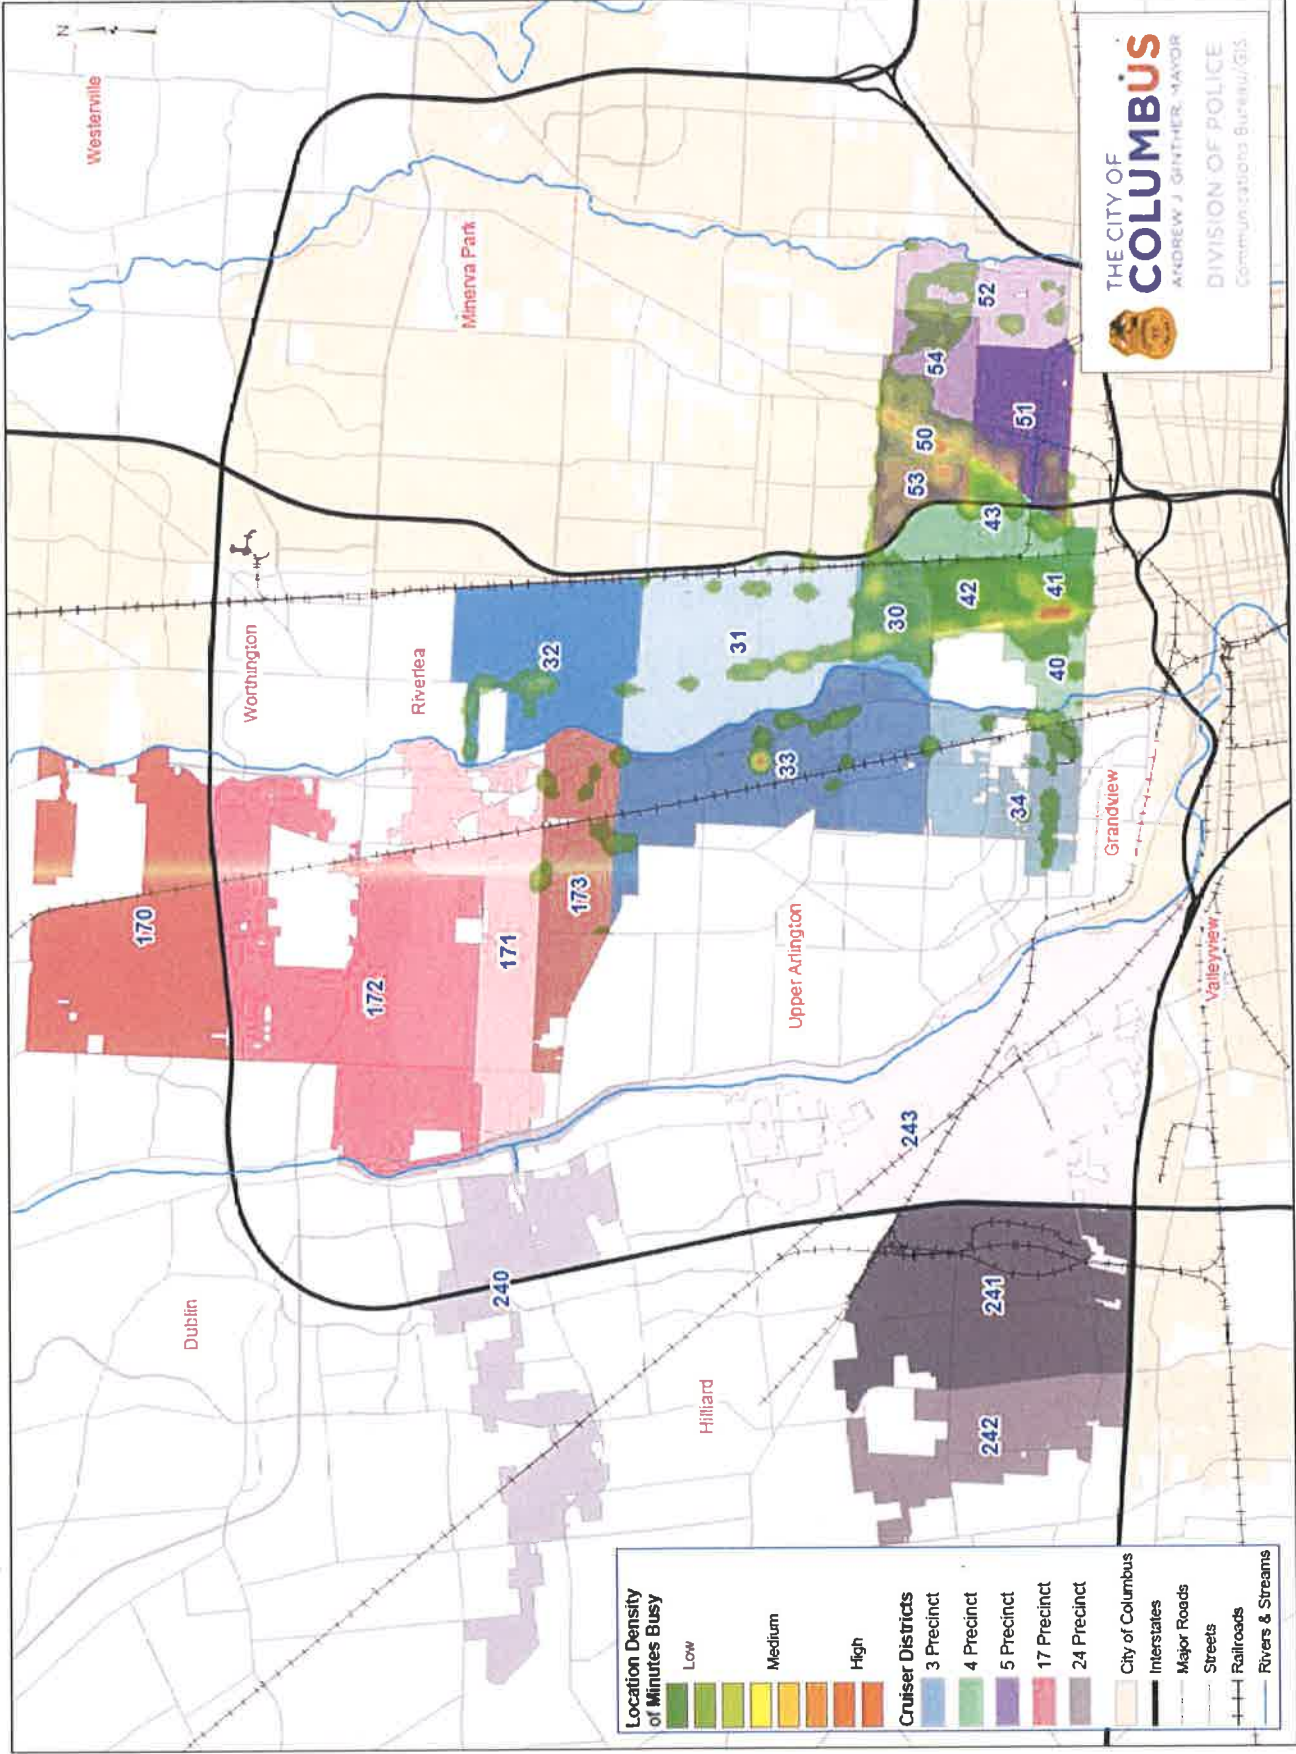 N
Westerville
Worthington
Minerva Park
Riverlea
Dublin
Hilliard
Upper Arlington
Grandview
Valleyview
170
172
171
173
32
31
33
34
30
42
43
41
40
53
50
54
52
51
240
243
241
242
THE CITY OF
COLUMBUS
ANDREW J GINTHER, MAYOR
DIVISION OF POLICE
Communications Bureau/GIS
Location Density
of Minutes Busy
Low
Medium
High
Cruiser Districts
3 Precinct
4 Precinct
5 Precinct
17 Precinct
24 Precinct
City of Columbus
Interstates
Major Roads
Streets
Railroads
Rivers & Streams